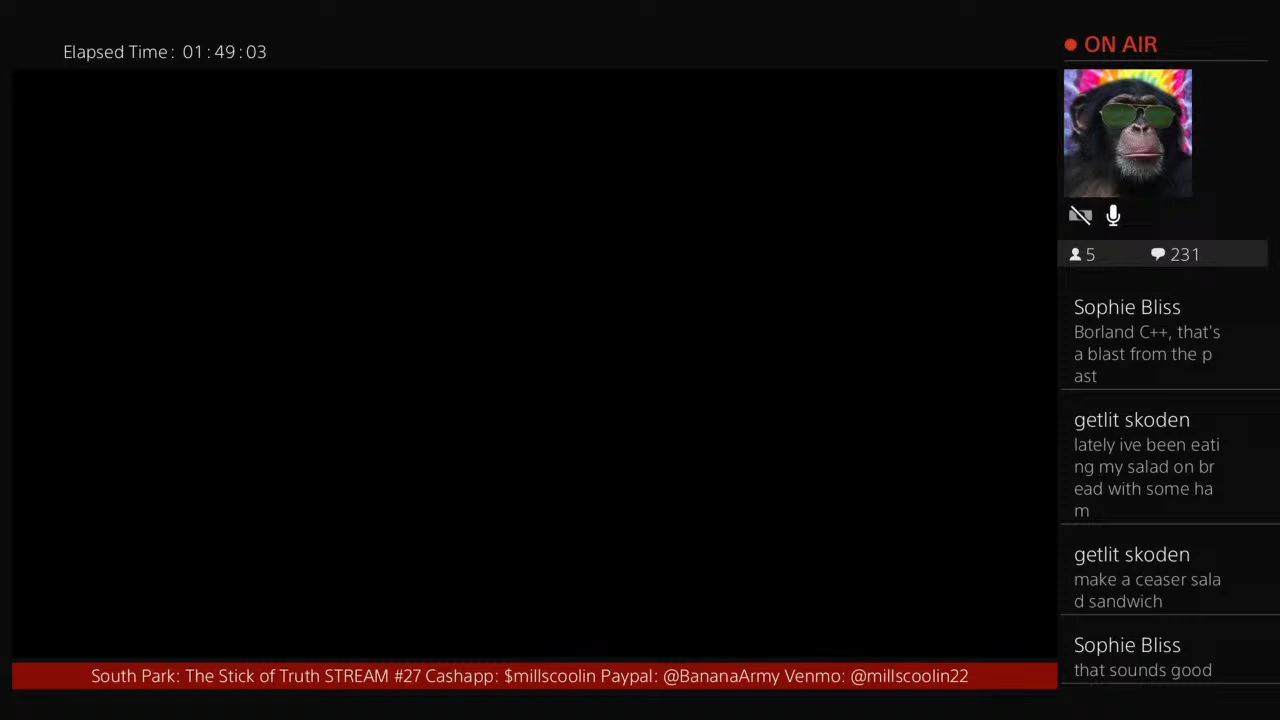 Elapsed Time: 01:49:03
ON AIR
5 231
Sophie Bliss
Borland C++, that's
a blast from the p
ast
getlit skoden
lately ive been eati
ng my salad on br
ead with some ha
m
getlit skoden
make a ceaser sala
d sandwich
Sophie Bliss
that sounds good
South Park: The Stick of Truth STREAM #27 Cashapp: $millscoolin Paypal: @BananaArmy Venmo: @millscoolin22